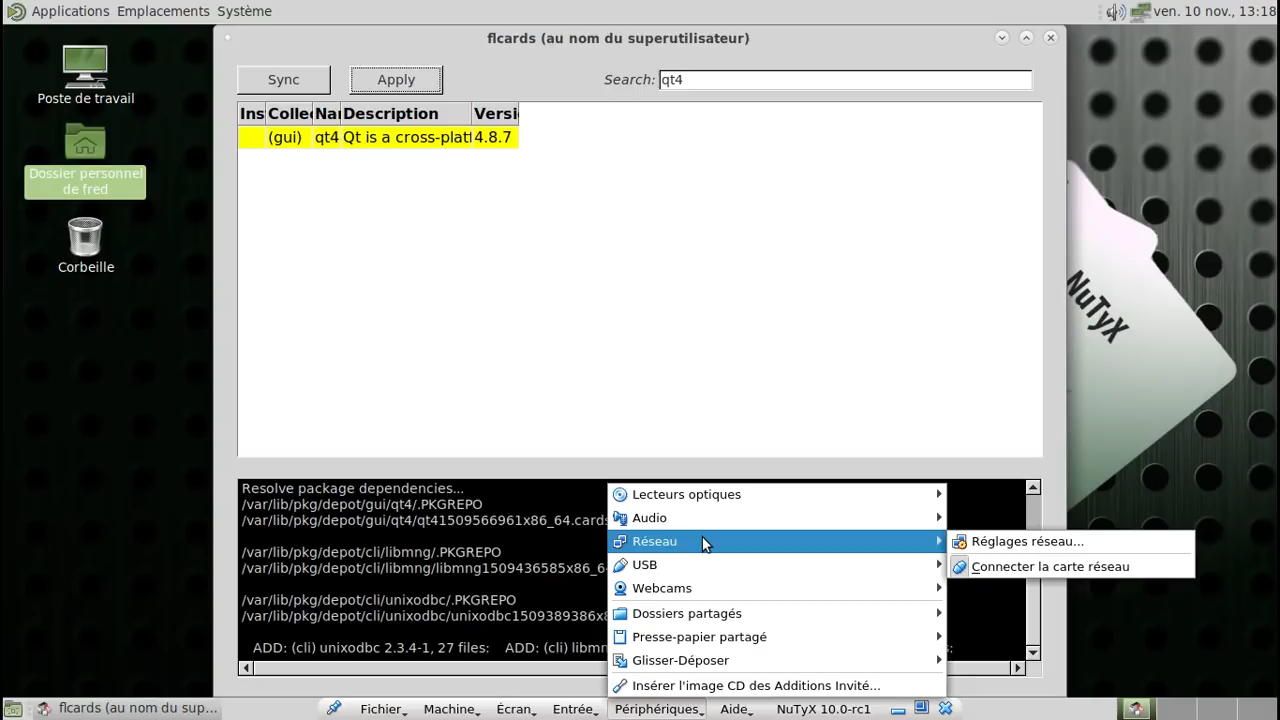 Applications Emplacements Système
ven. 10 nov., 13:18
flcards (au nom du superutilisateur)
Sync
Apply
Search: qt4
Poste de travail
Dossier personnel
de fred
Corbeille
Ins Collec Nar Description Versi
(gui) qt4 Qt is a cross-platf 4.8.7
NuTyX
Resolve package dependencies...
/var/lib/pkg/depot/gui/qt4/.PKGREPO
/var/lib/pkg/depot/gui/qt4/qt41509566961x86_64.cards
/var/lib/pkg/depot/cli/libmng/.PKGREPO
/var/lib/pkg/depot/cli/libmng/libmng1509436585x86_6
/var/lib/pkg/depot/cli/unixodbc/.PKGREPO
/var/lib/pkg/depot/cli/unixodbc/unixodbc1509389386x8
ADD: (cli) unixodbc 2.3.4-1, 27 files: ADD: (cli) libmn
Lecteurs optiques
Audio
Réseau
USB
Webcams
Dossiers partagés
Presse-papier partagé
Glisser-Déposer
Insérer l'image CD des Additions Invité...
Réglages réseau...
Connecter la carte réseau
flcards (au nom du sup...
Fichier Machine Écran Entrée Périphériques Aide NuTyX 10.0-rc1